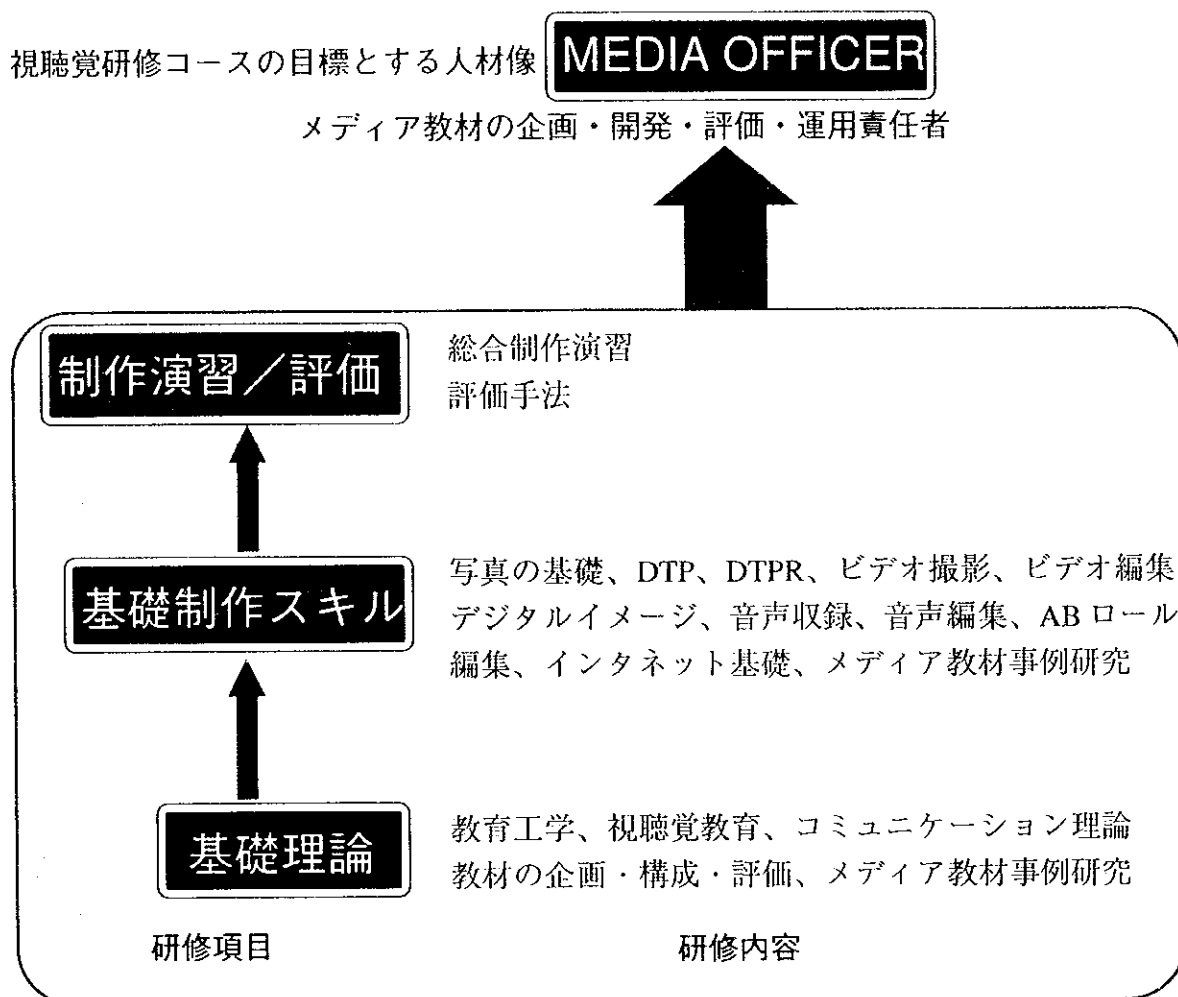 視聴覚研修コースの目標とする人材像 MEDIA OFFICER
メディア教材の企画・開発・評価・運用責任者
制作演習／評価
総合制作演習
評価手法
基礎制作スキル
写真の基礎、DTP、DTPR、ビデオ撮影、ビデオ編集
デジタルイメージ、音声収録、音声編集、ABロール
編集、インタネット基礎、メディア教材事例研究
基礎理論
教育工学、視聴覚教育、コミュニケーション理論
教材の企画・構成・評価、メディア教材事例研究
研修項目 研修内容